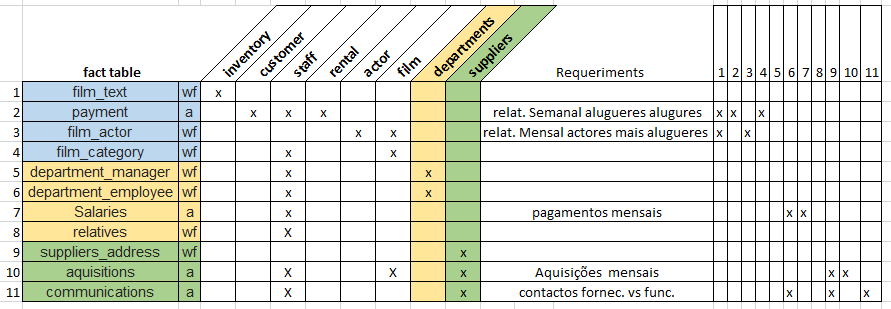 fact table inventory customer staff rental actor film departments suppliers Requeriments 1 2 3 4 5 6 7 8 9 10 11
1 film_text wf x
2 payment a x x x relat. Semanal alugueres alugures x x x
3 film_actor wf x x relat. Mensal actores mais alugueres x x
4 film_category wf x x
5 department_manager wf x x
6 department_employee wf x x
7 Salaries a x pagamentos mensais x x
8 relatives wf X
9 suppliers_address wf x
10 aquisitions a X X x Aquisições mensais x x
11 communications a X x contactos fornec. vs func. x x x